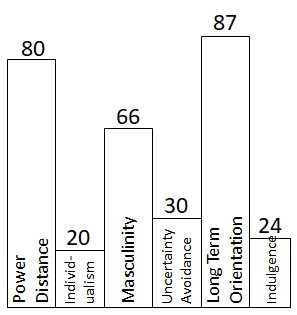 80
Power
Distance
20
Individ-
ualism
66
Masculinity
30
Uncertainty
Avoidance
87
Long Term
Orientation
24
Indulgence